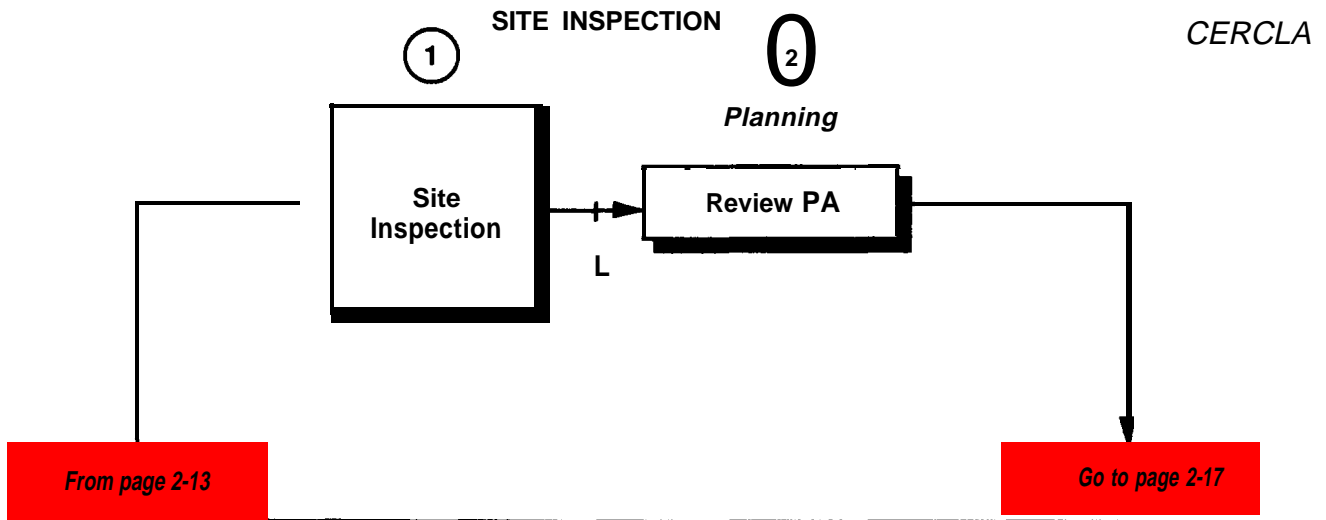 SITE INSPECTION
CERCLA
1
2
Planning
Site
Inspection
Review PA
L
From page 2-13
Go to page 2-17